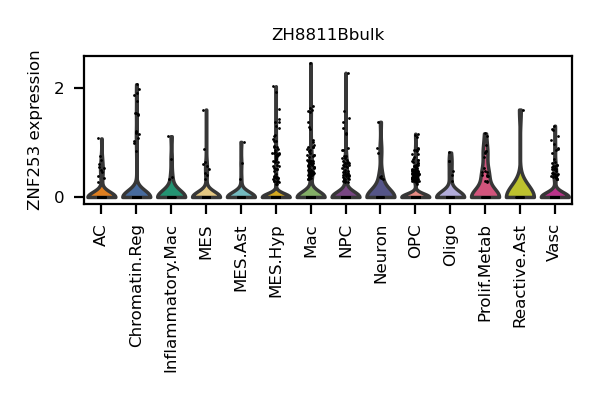 ZH8811Bbulk
ZNF253 expression
2
0
AC
Chromatin.Reg
Inflammatory.Mac
MES
MES.Ast
MES.Hyp
Mac
NPC
Neuron
OPC
Oligo
Prolif.Metab
Reactive.Ast
Vasc